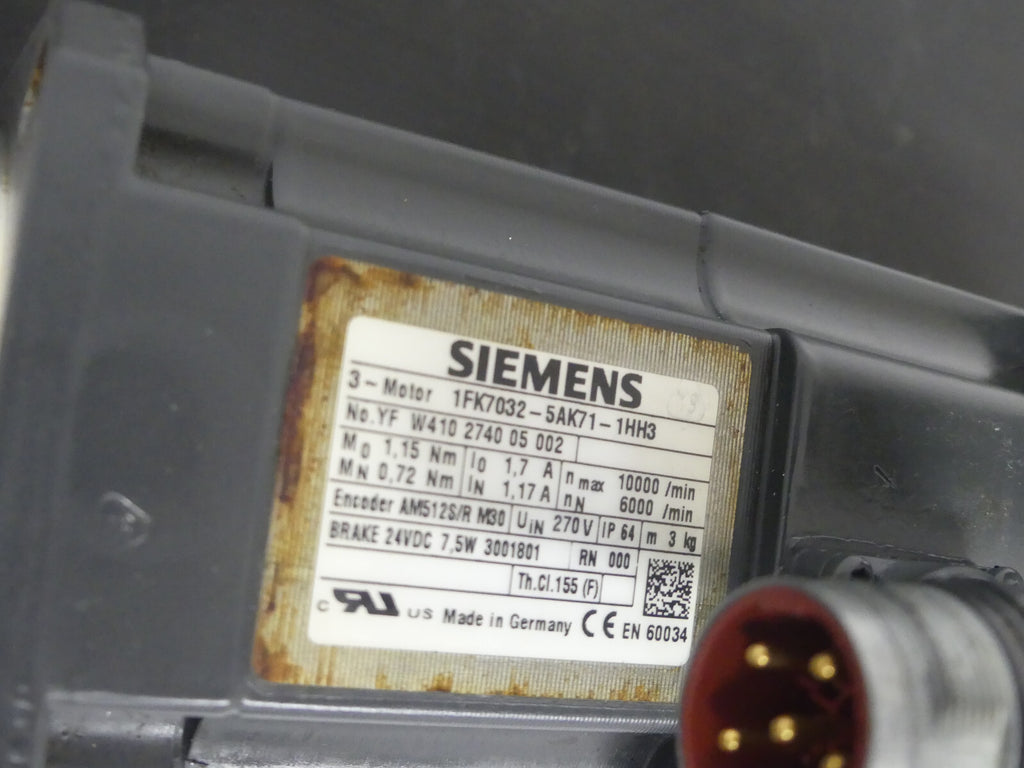 SIEMENS
3~Motor 1FK7032-5AK71-1HH3
No.YF W410 2740 05 002
M0 1,15 Nm I0 1,7 A n max 10000 /min
MN 0,72 Nm IN 1,17 A nN 6000 /min
Encoder AM512S/R M30 UIN 270V IP 64 m 3 kg
BRAKE 24VDC 7,5W 3001801 RN 000
Th.Cl.155 (F)
c RU US Made in Germany CE EN 60034